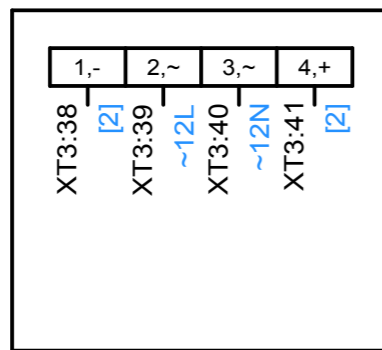 1,- 2,~ 3,~ 4,+
XT3:38
[2]
XT3:39
~12L
XT3:40
~12N
XT3:41
[2]